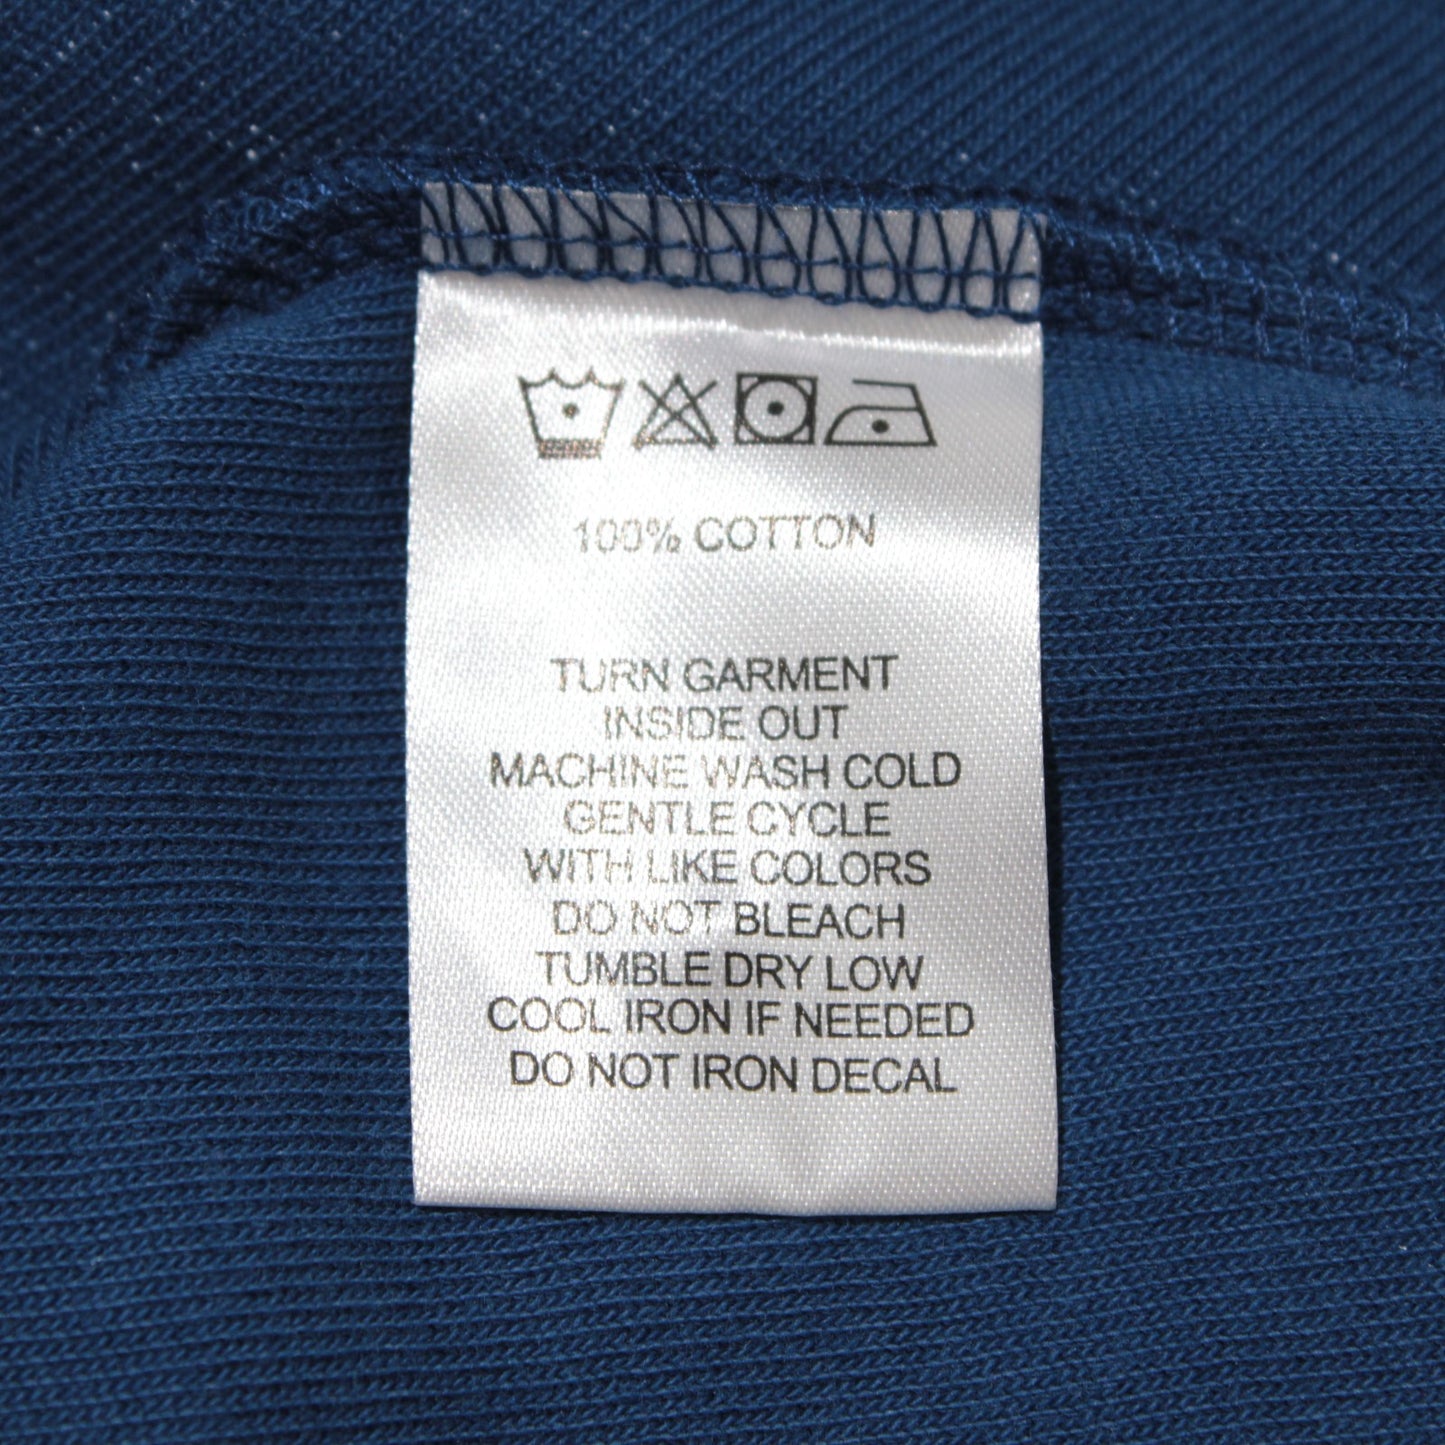 100% COTTON
TURN GARMENT
INSIDE OUT
MACHINE WASH COLD
GENTLE CYCLE
WITH LIKE COLORS
DO NOT BLEACH
TUMBLE DRY LOW
COOL IRON IF NEEDED
DO NOT IRON DECAL